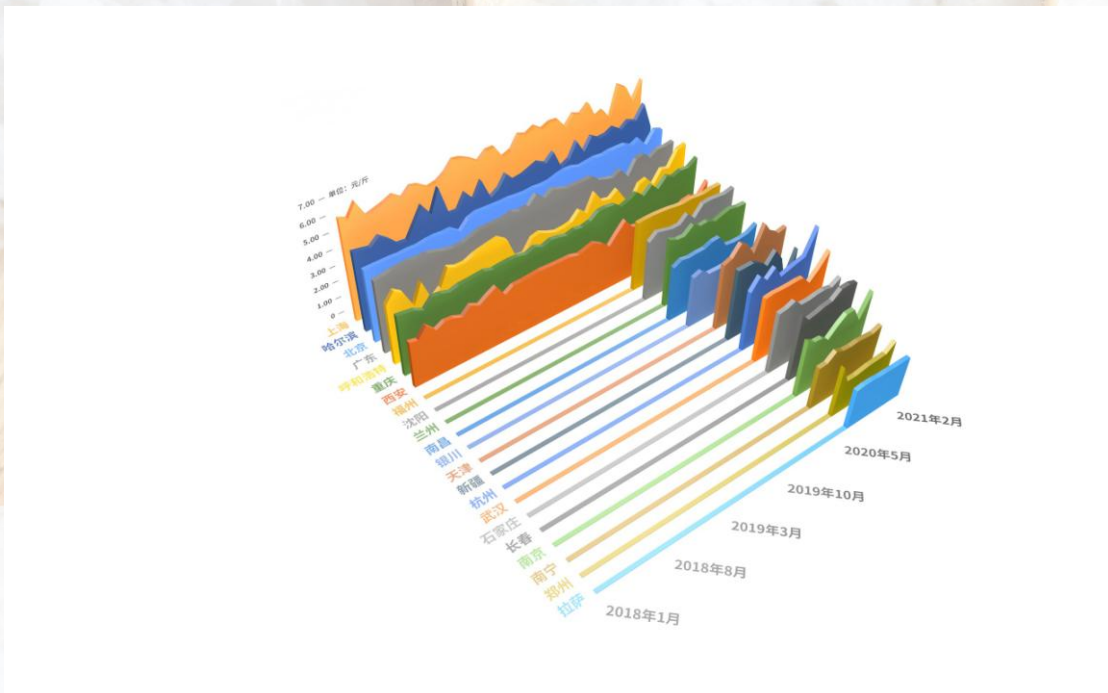 7.00
单位：元/斤
6.00
5.00
4.00
3.00
2.00
1.00
0
上海
哈尔滨
北京
广东
呼和浩特
重庆
西安
福州
沈阳
兰州
南昌
银川
天津
新疆
杭州
武汉
石家庄
长春
南京
南宁
郑州
拉萨
2021年2月
2020年5月
2019年10月
2019年3月
2018年8月
2018年1月